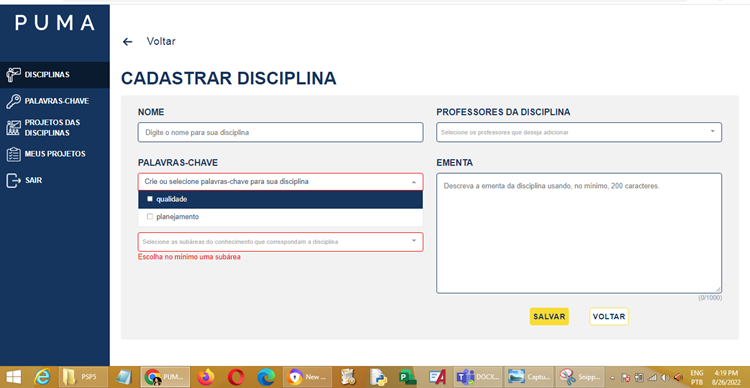 PUMA
Voltar
DISCIPLINAS
PALAVRAS-CHAVE
PROJETOS DAS
DISCIPLINAS
MEUS PROJETOS
SAIR
CADASTRAR DISCIPLINA
NOME
Digite o nome para sua disciplina
PROFESSORES DA DISCIPLINA
Selecione os professores que deseja adicionar
PALAVRAS-CHAVE
Crie ou selecione palavras-chave para sua disciplina
qualidade
planejamento
Selecione as subáreas do conhecimento que correspondam a disciplina
Escolha no mínimo uma subárea
EMENTA
Descreva a ementa da disciplina usando, no mínimo, 200 caracteres.
(0/1000)
SALVAR
VOLTAR
PSP5
PUM...
New ...
DOCX...
Captu...
Snipp...
EN
PTB
4:19 PM
8/26/2022